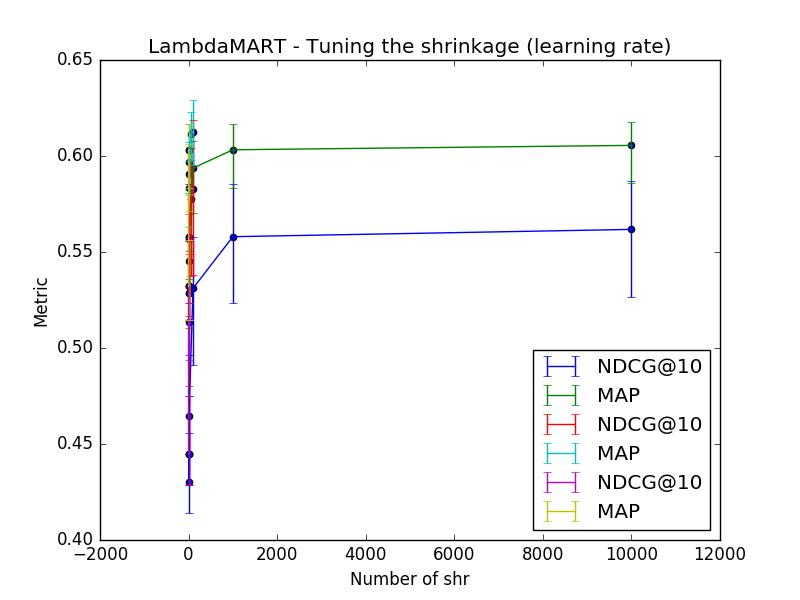 LambdaMART - Tuning the shrinkage (learning rate)
0.65
0.60
0.55
0.50
0.45
0.40
Metric
−2000 0 2000 4000 6000 8000 10000 12000
Number of shr
NDCG@10
MAP
NDCG@10
MAP
NDCG@10
MAP